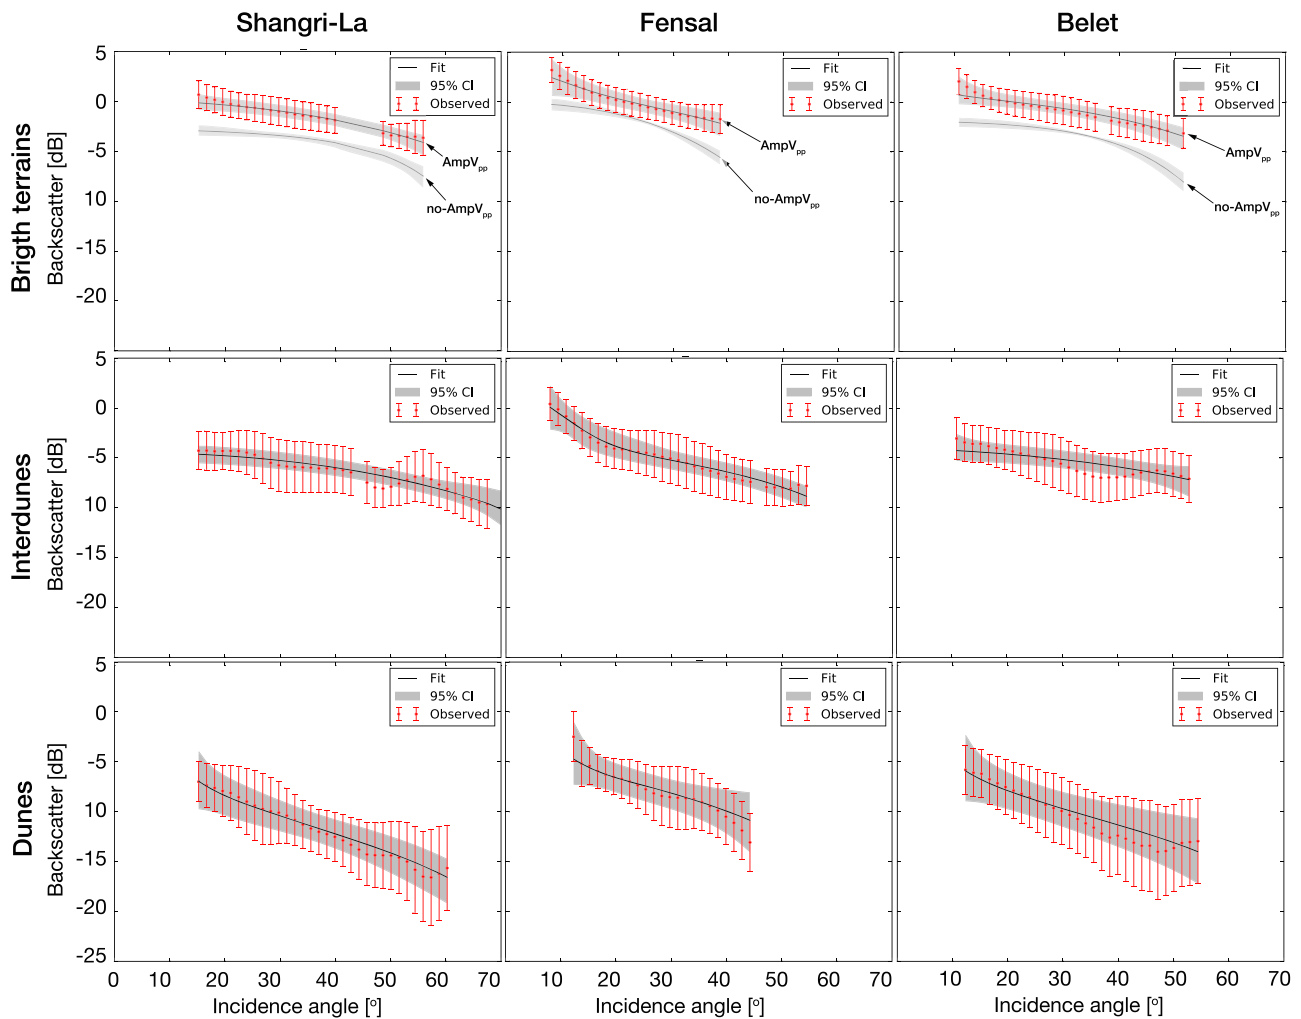 Shangri-La Fensal Belet
Brigth terrains
Backscatter [dB]
5
0
-5
10
-15
-20
Fit
95% CI
Observed
AmpVpp
no-AmpVpp
Fit
95% CI
Observed
AmpVpp
no-AmpVpp
Fit
95% CI
Observed
AmpVpp
no-AmpVpp
Interdunes
Backscatter [dB]
5
0
-5
10
-15
-20
Fit
95% CI
Observed
Fit
95% CI
Observed
Fit
95% CI
Observed
Dunes
Backscatter [dB]
5
0
-5
10
-15
-20
-25
Fit
95% CI
Observed
Fit
95% CI
Observed
Fit
95% CI
Observed
0 10 20 30 40 50 60 70 10 20 30 40 50 60 70 10 20 30 40 50 60 70
Incidence angle [º] Incidence angle [º] Incidence angle [º]